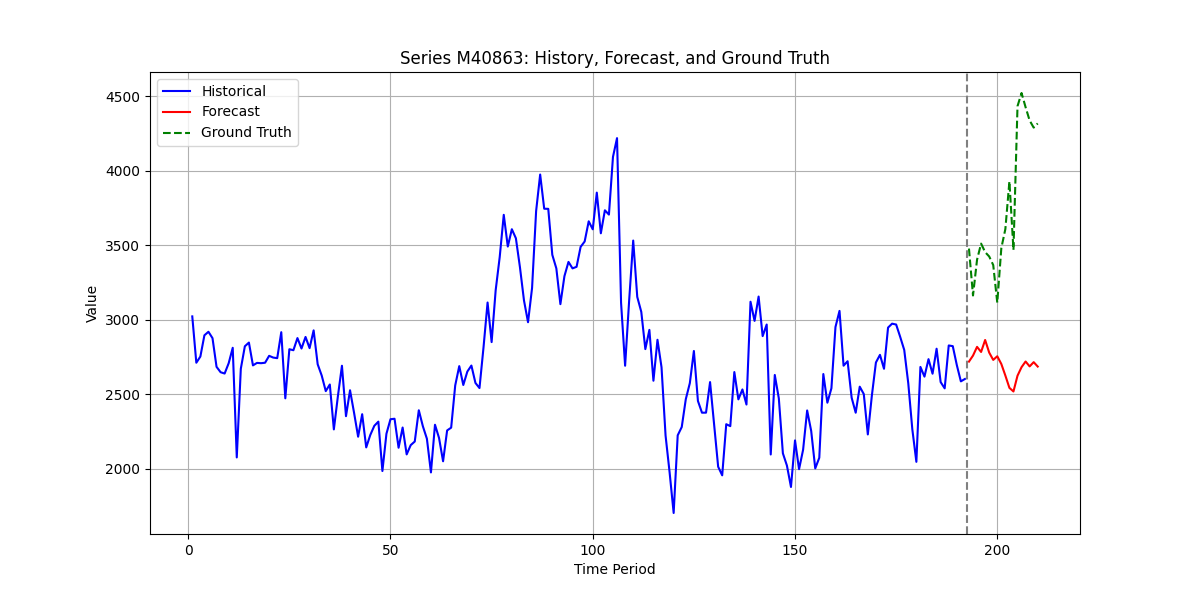 Series M40863: History, Forecast, and Ground Truth
Historical
Forecast
Ground Truth
Value
4500
4000
3500
3000
2500
2000
0 50 100 150 200
Time Period